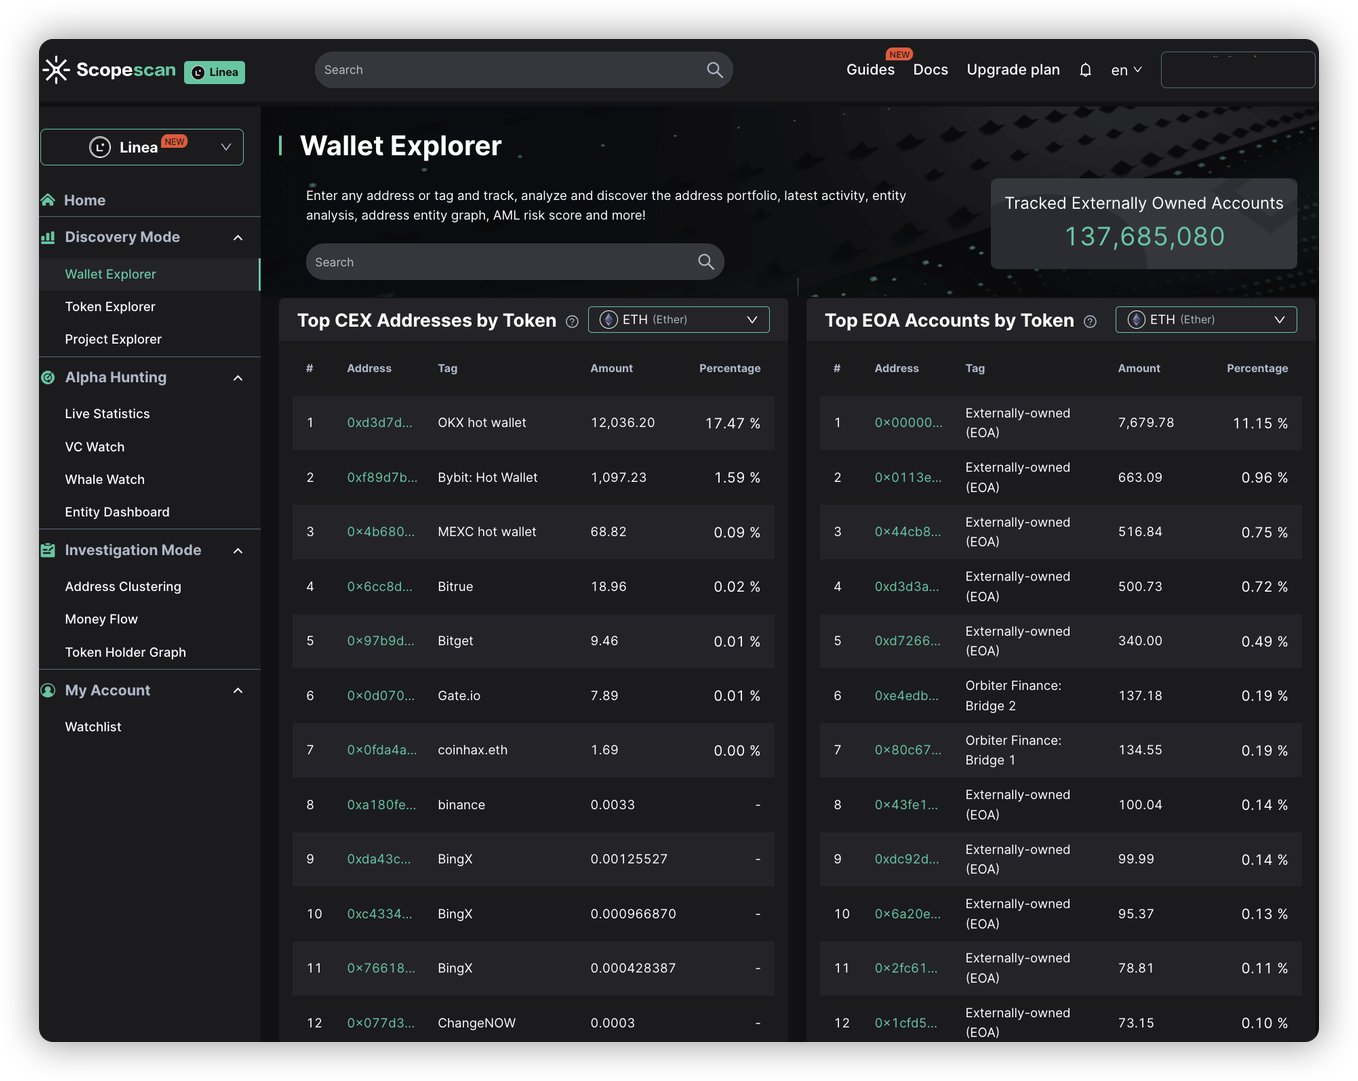 Scopescan Linea
Search
Guides NEW Docs Upgrade plan en
Linea NEW
Home
Discovery Mode
Wallet Explorer
Token Explorer
Project Explorer
Alpha Hunting
Live Statistics
VC Watch
Whale Watch
Entity Dashboard
Investigation Mode
Address Clustering
Money Flow
Token Holder Graph
My Account
Watchlist
Wallet Explorer
Enter any address or tag and track, analyze and discover the address portfolio, latest activity, entity
analysis, address entity graph, AML risk score and more!
Search
Tracked Externally Owned Accounts
137,685,080
Top CEX Addresses by Token ? ETH (Ether)
# Address Tag Amount Percentage
1 0xd3d7d... OKX hot wallet 12,036.20 17.47 %
2 0xf89d7b... Bybit: Hot Wallet 1,097.23 1.59 %
3 0x4b680... MEXC hot wallet 68.82 0.09 %
4 0x6cc8d... Bitrue 18.96 0.02 %
5 0x97b9d... Bitget 9.46 0.01 %
6 0x0d070... Gate.io 7.89 0.01 %
7 0x0fda4a... coinhax.eth 1.69 0.00 %
8 0xa180fe... binance 0.0033 -
9 0xda43c... BingX 0.00125527 -
10 0xc4334... BingX 0.000966870 -
11 0x76618... BingX 0.000428387 -
12 0x077d3... ChangeNOW 0.0003 -
Top EOA Accounts by Token ? ETH (Ether)
# Address Tag Amount Percentage
1 0x00000... Externally-owned 7,679.78 11.15 %
(EOA)
2 0x0113e... Externally-owned 663.09 0.96 %
(EOA)
3 0x44cb8... Externally-owned 516.84 0.75 %
(EOA)
4 0xd3d3a... Externally-owned 500.73 0.72 %
(EOA)
5 0xd7266... Externally-owned 340.00 0.49 %
(EOA)
6 0xe4edb... Orbiter Finance: 137.18 0.19 %
Bridge 2
7 0x80c67... Orbiter Finance: 134.55 0.19 %
Bridge 1
8 0x43fe1... Externally-owned 100.04 0.14 %
(EOA)
9 0xdc92d... Externally-owned 99.99 0.14 %
(EOA)
10 0x6a20e... Externally-owned 95.37 0.13 %
(EOA)
11 0x2fc61... Externally-owned 78.81 0.11 %
(EOA)
12 0x1cfd5... Externally-owned 73.15 0.10 %
(EOA)